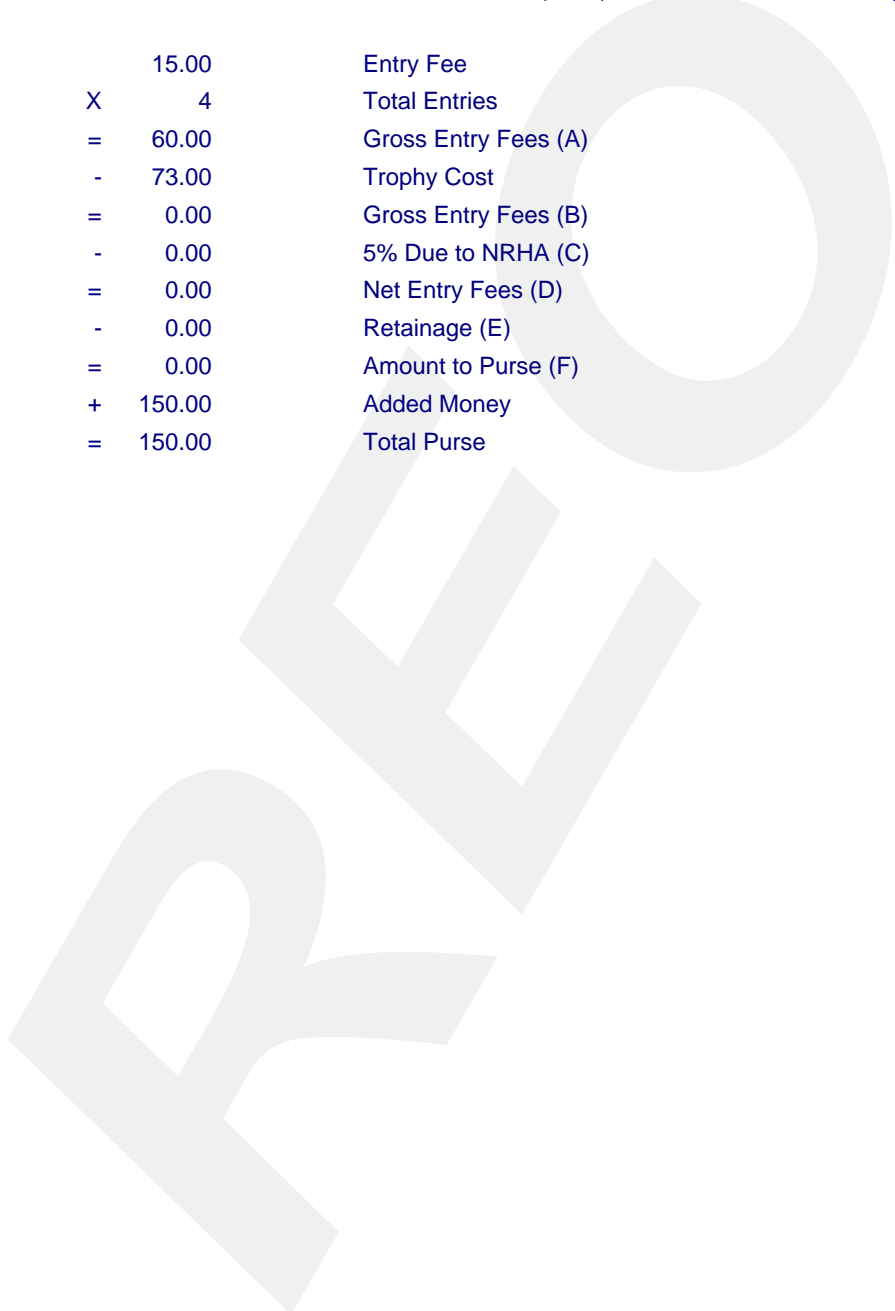 15.00 Entry Fee
X 4 Total Entries
= 60.00 Gross Entry Fees (A)
- 73.00 Trophy Cost
= 0.00 Gross Entry Fees (B)
- 0.00 5% Due to NRHA (C)
= 0.00 Net Entry Fees (D)
- 0.00 Retainage (E)
= 0.00 Amount to Purse (F)
+ 150.00 Added Money
= 150.00 Total Purse
REO